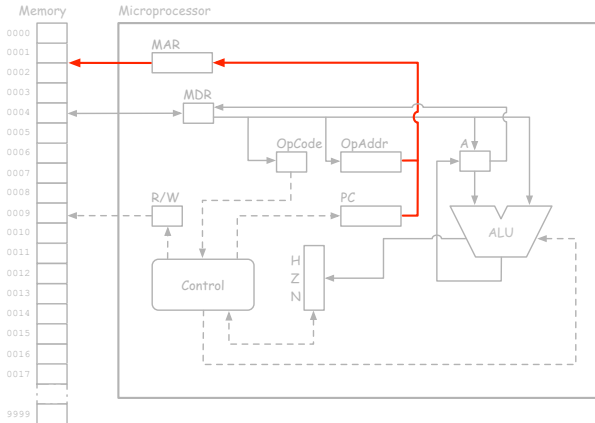 Memory
Microprocessor
0000
0001
0002
0003
0004
0005
0006
0007
0008
0009
0010
0011
0012
0013
0014
0015
0016
0017
9999
MAR
MDR
OpCode
OpAddr
A
R/W
PC
ALU
Control
H
Z
N